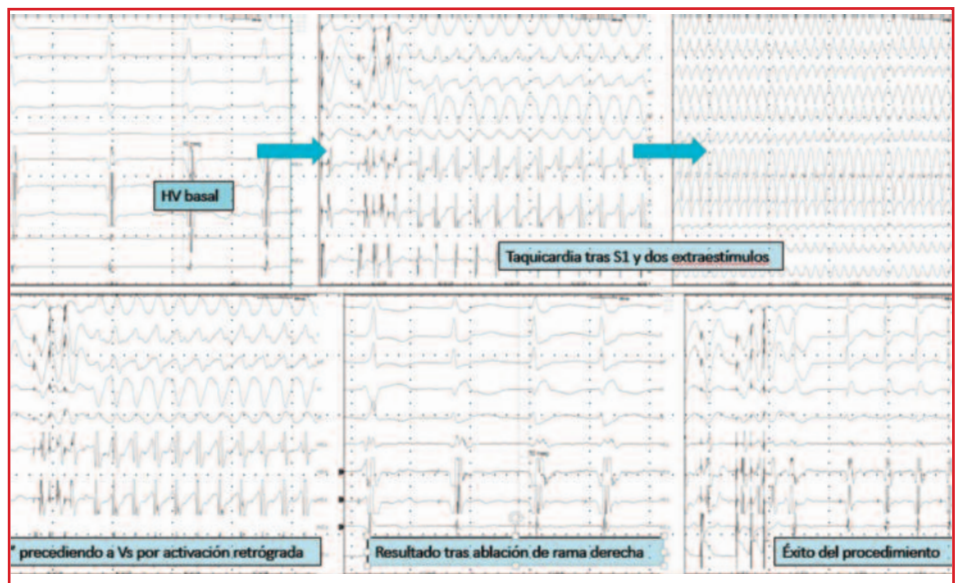 HV basal
Taquicardia tras S1 y dos extraestímulos
precediendo a Vs por activación retrógrada
Resultado tras ablación de rama derecha
Éxito del procedimiento